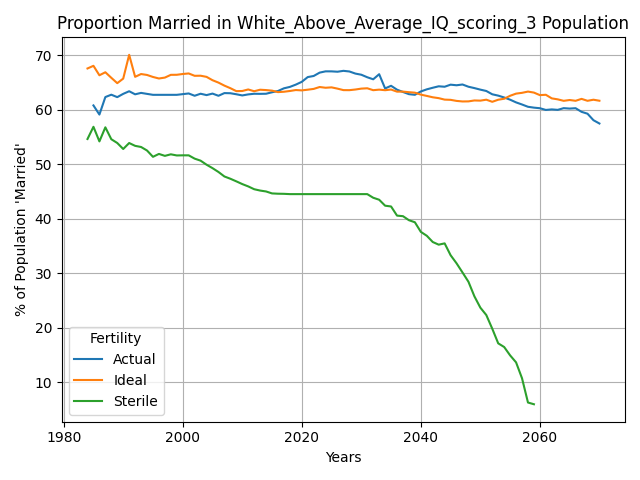 Proportion Married in White_Above_Average_IQ_scoring_3 Population
% of Population 'Married'
70
60
50
40
30
20
10
Fertility
Actual
Ideal
Sterile
1980
2000
2020
2040
2060
Years